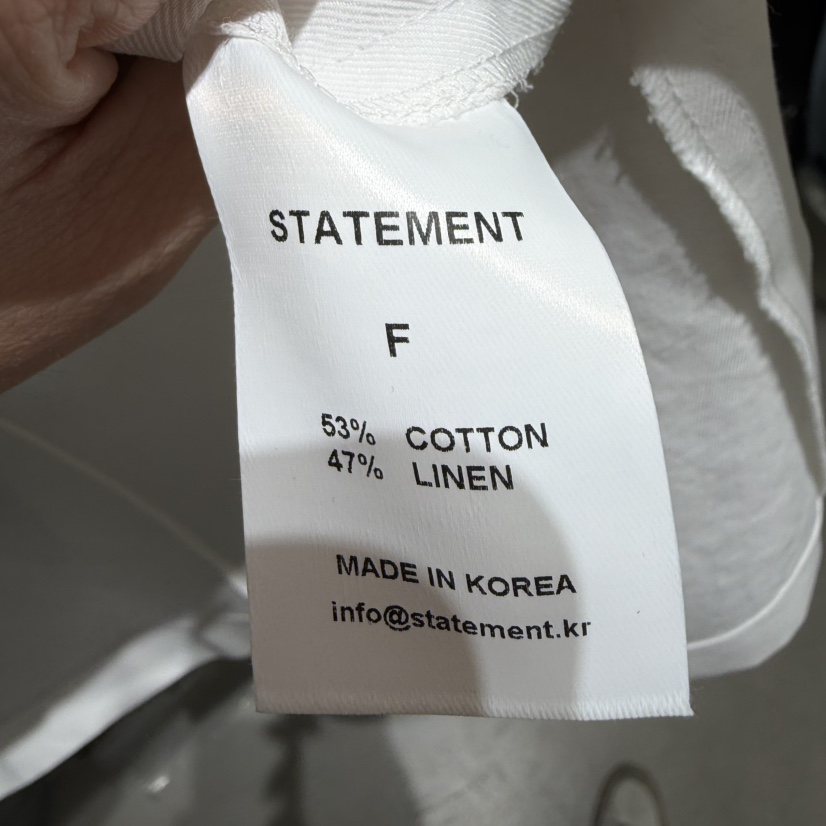 STATEMENT
F
53% COTTON
47% LINEN
MADE IN KOREA
info@statement.kr